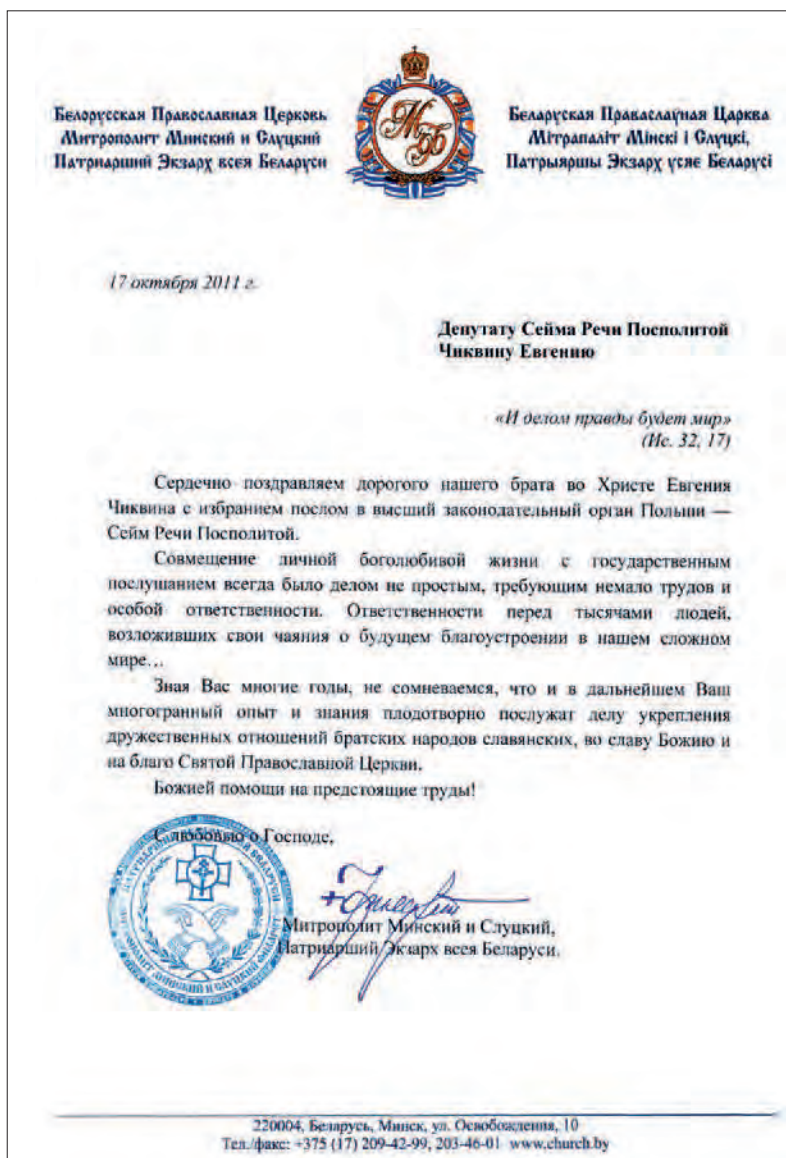 Белорусская Православная Церковь
Митрополит Минский и Слуцкий
Патриарший Экзарх всея Беларуси
Беларуская Праваслаўная Царква
Мітрапаліт Мінскі і Слуцкі,
Патрыяршы Экзарх усяе Беларусі
17 октября 2011 г.
Депутату Сейма Речи Посполитой
Чиквину Евгению
«И делом правды будет мир»
(Ис. 32, 17)
Сердечно поздравляем дорогого нашего брата во Христе Евгения
Чиквина с избранием послом в высший законодательный орган Польши —
Сейм Речи Посполитой.
Совмещение личной боголюбивой жизни с государственным
послушанием всегда было делом не простым, требующим немало трудов и
особой ответственности. Ответственности перед тысячами людей,
возложивших свои чаяния о будущем благоустроении в нашем сложном
мире…
Зная Вас многие годы, не сомневаемся, что и в дальнейшем Ваш
многогранный опыт и знания плодотворно послужат делу укрепления
дружественных отношений братских народов славянских, во славу Божию и
на благо Святой Православной Церкви.
Божией помощи на предстоящие труды!
С любовью о Господе,
Митрополит Минский и Слуцкий,
Патриарший Экзарх всея Беларуси.
220004, Беларусь, Минск, ул. Освобождения, 10
Тел./факс: +375 (17) 209-42-99, 203-46-01 www.church.by